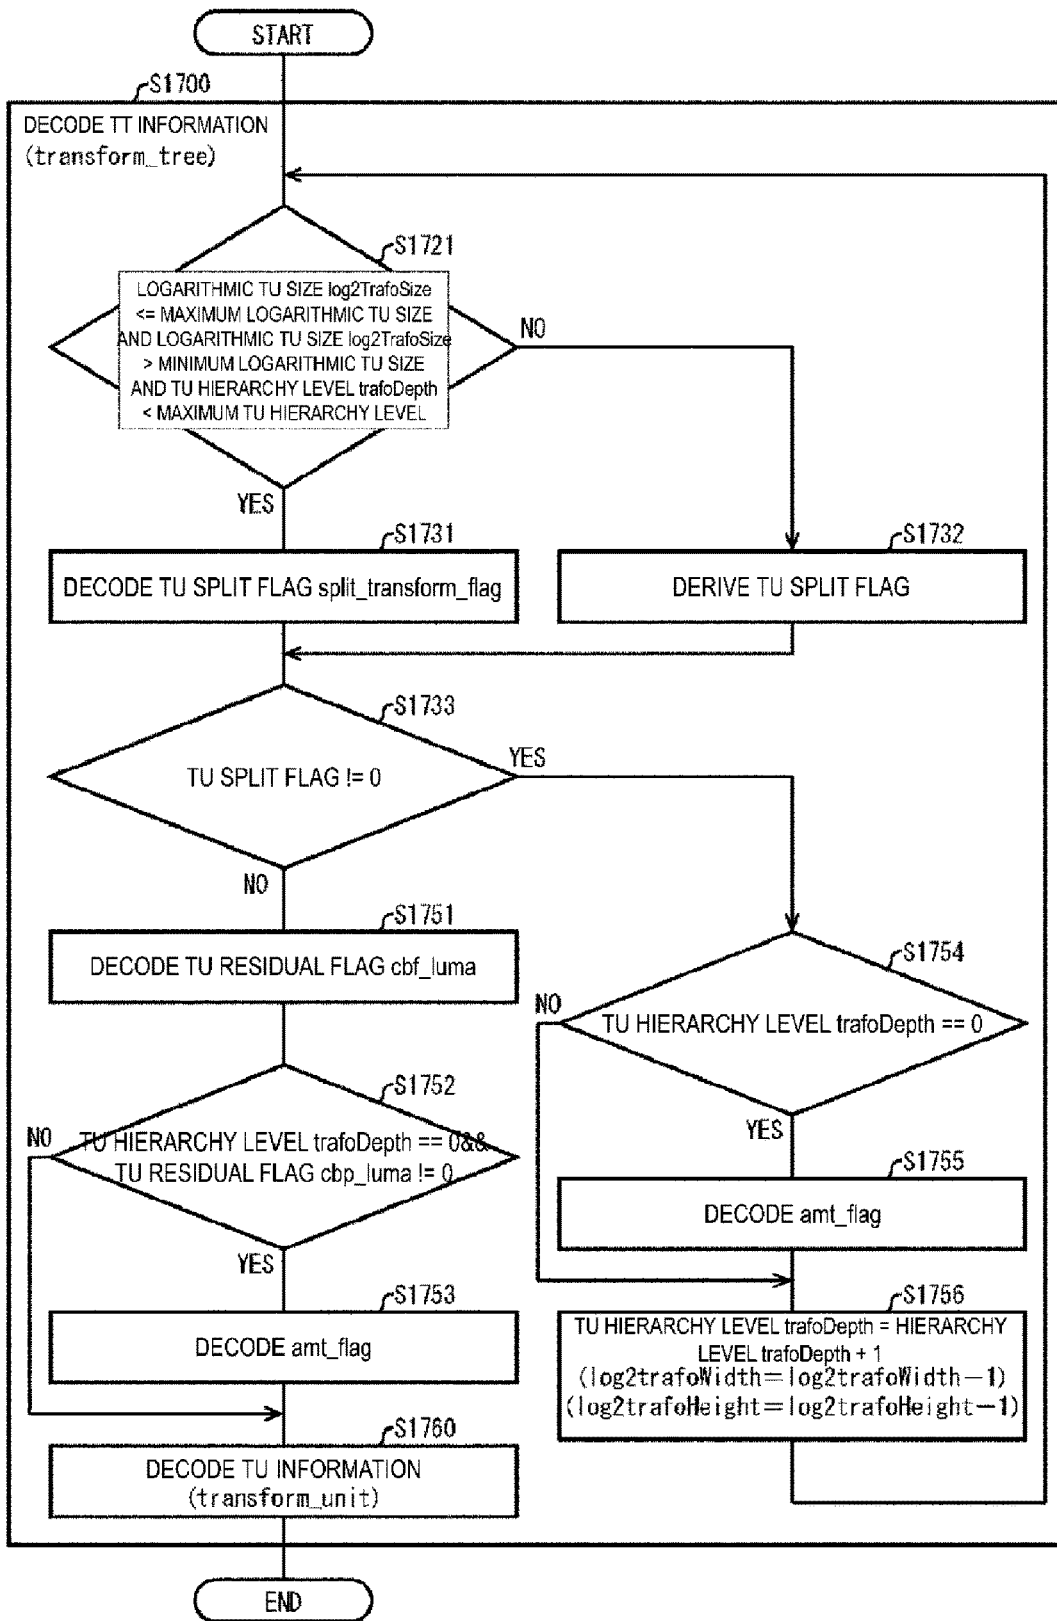 START
S1700
DECODE TT INFORMATION
(transform_tree)
S1721
LOGARITHMIC TU SIZE log2TrafoSize
<= MAXIMUM LOGARITHMIC TU SIZE
AND LOGARITHMIC TU SIZE log2TrafoSize
> MINIMUM LOGARITHMIC TU SIZE
AND TU HIERARCHY LEVEL trafoDepth
< MAXIMUM TU HIERARCHY LEVEL
NO
YES
S1731
DECODE TU SPLIT FLAG split_transform_flag
S1732
DERIVE TU SPLIT FLAG
S1733
TU SPLIT FLAG != 0
YES
NO
S1751
DECODE TU RESIDUAL FLAG cbf_luma
S1754
TU HIERARCHY LEVEL trafoDepth == 0
NO
YES
S1752
TU HIERARCHY LEVEL trafoDepth == 0&&
TU RESIDUAL FLAG cbp_luma != 0
NO
YES
S1755
DECODE amt_flag
S1753
DECODE amt_flag
S1756
TU HIERARCHY LEVEL trafoDepth = HIERARCHY
LEVEL trafoDepth + 1
(log2trafoWidth=log2trafoWidth-1)
(log2trafoHeight=log2trafoHeight-1)
S1760
DECODE TU INFORMATION
(transform_unit)
END